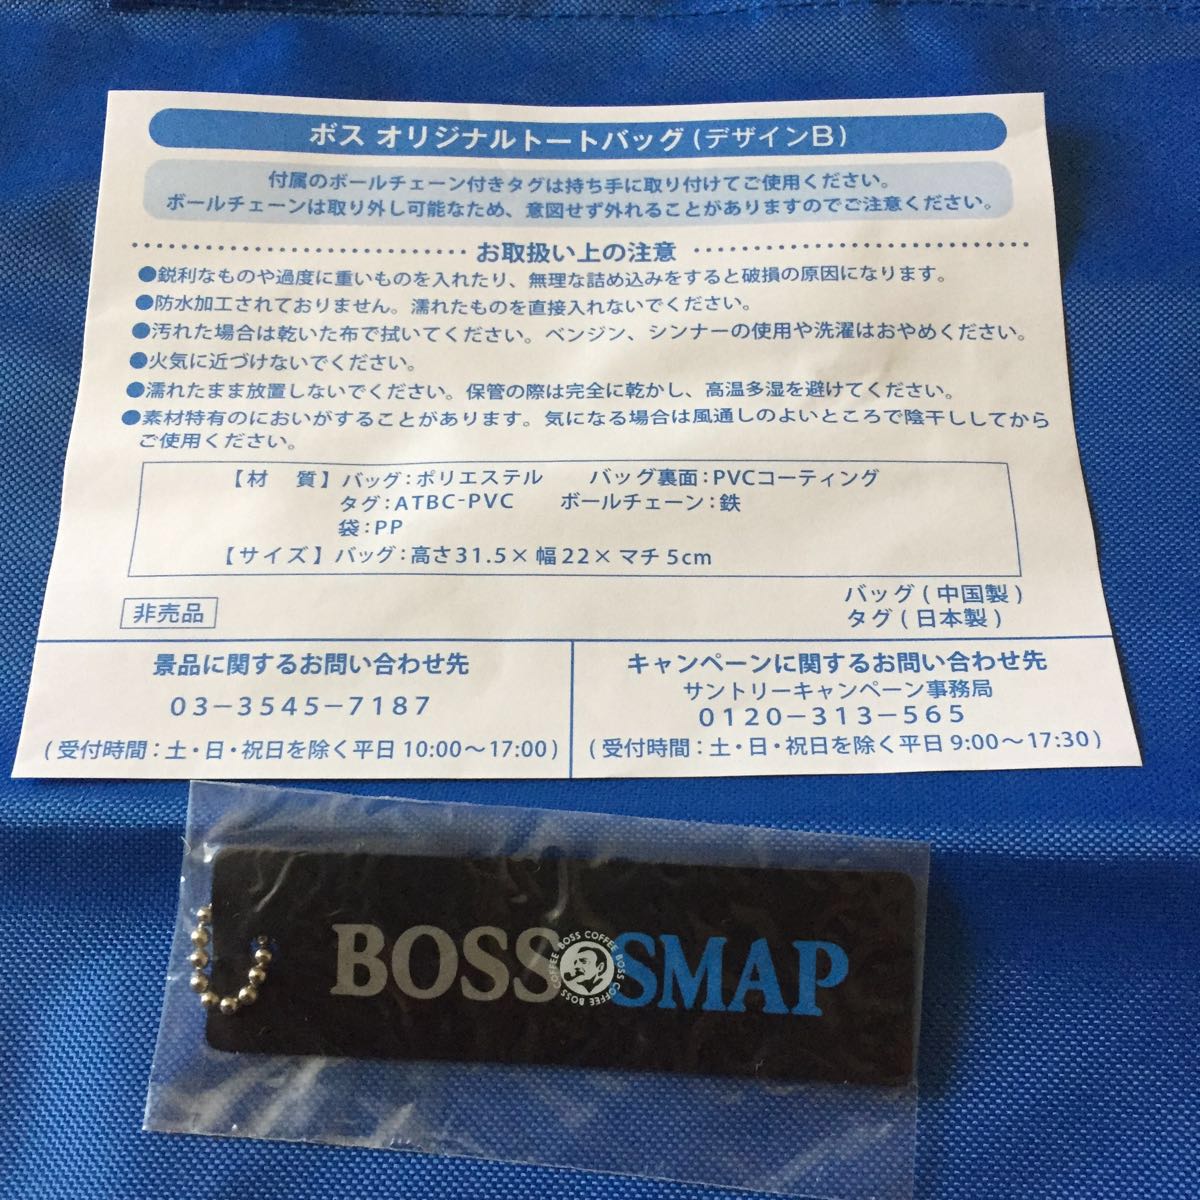 ボス オリジナルトートバッグ(デザインB)
付属のボールチェーン付きタグは持ち手に取り付けてご使用ください。
ボールチェーンは取り外し可能なため、意図せず外れることがありますのでご注意ください。
お取扱い上の注意
●鋭利なものや過度に重いものを入れたり、無理な詰め込みをすると破損の原因になります。
●防水加工されておりません。濡れたものを直接入れないでください。
●汚れた場合は乾いた布で拭いてください。ベンジン、シンナーの使用や洗濯はおやめください。
●火気に近づけないでください。
●濡れたまま放置しないでください。保管の際は完全に乾かし、高温多湿を避けてください。
●素材特有のにおいがすることがあります。気になる場合は風通しのよいところで陰干ししてから
ご使用ください。
【材 質】バッグ:ポリエステル バッグ裏面:PVCコーティング
タグ:ATBC-PVC ボールチェーン:鉄
袋:PP
【サイズ】バッグ:高さ31.5×幅22×マチ5cm
バッグ(中国製)
非売品 タグ(日本製)
景品に関するお問い合わせ先
03-3545-7187
(受付時間:土・日・祝日を除く平日10:00〜17:00)
キャンペーンに関するお問い合わせ先
サントリーキャンペーン事務局
0120-313-565
(受付時間:土・日・祝日を除く平日9:00〜17:30)
BOSS SMAP
BOSS COFFEE BOSS COFFEE BOSS COFFEE